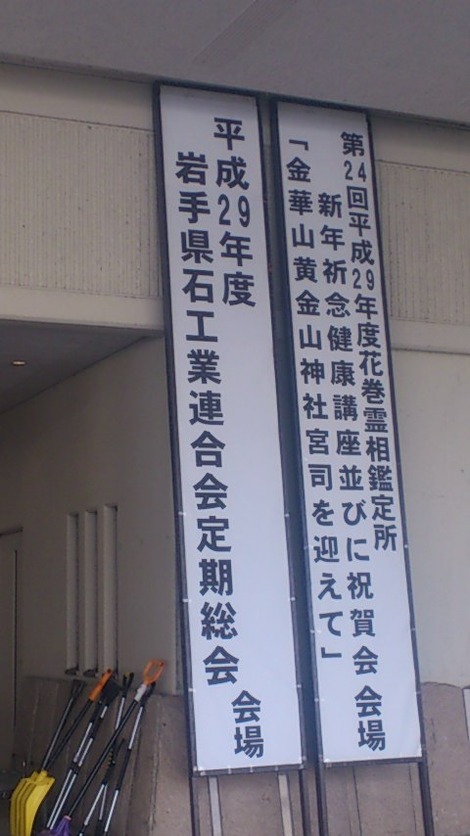 第24回平成29年度花巻霊相鑑定所
新年祈念健康講座並びに祝賀会 会場
「金華山黄金山神社宮司を迎えて」
平成29年度
岩手県石工業連合会定期総会 会場